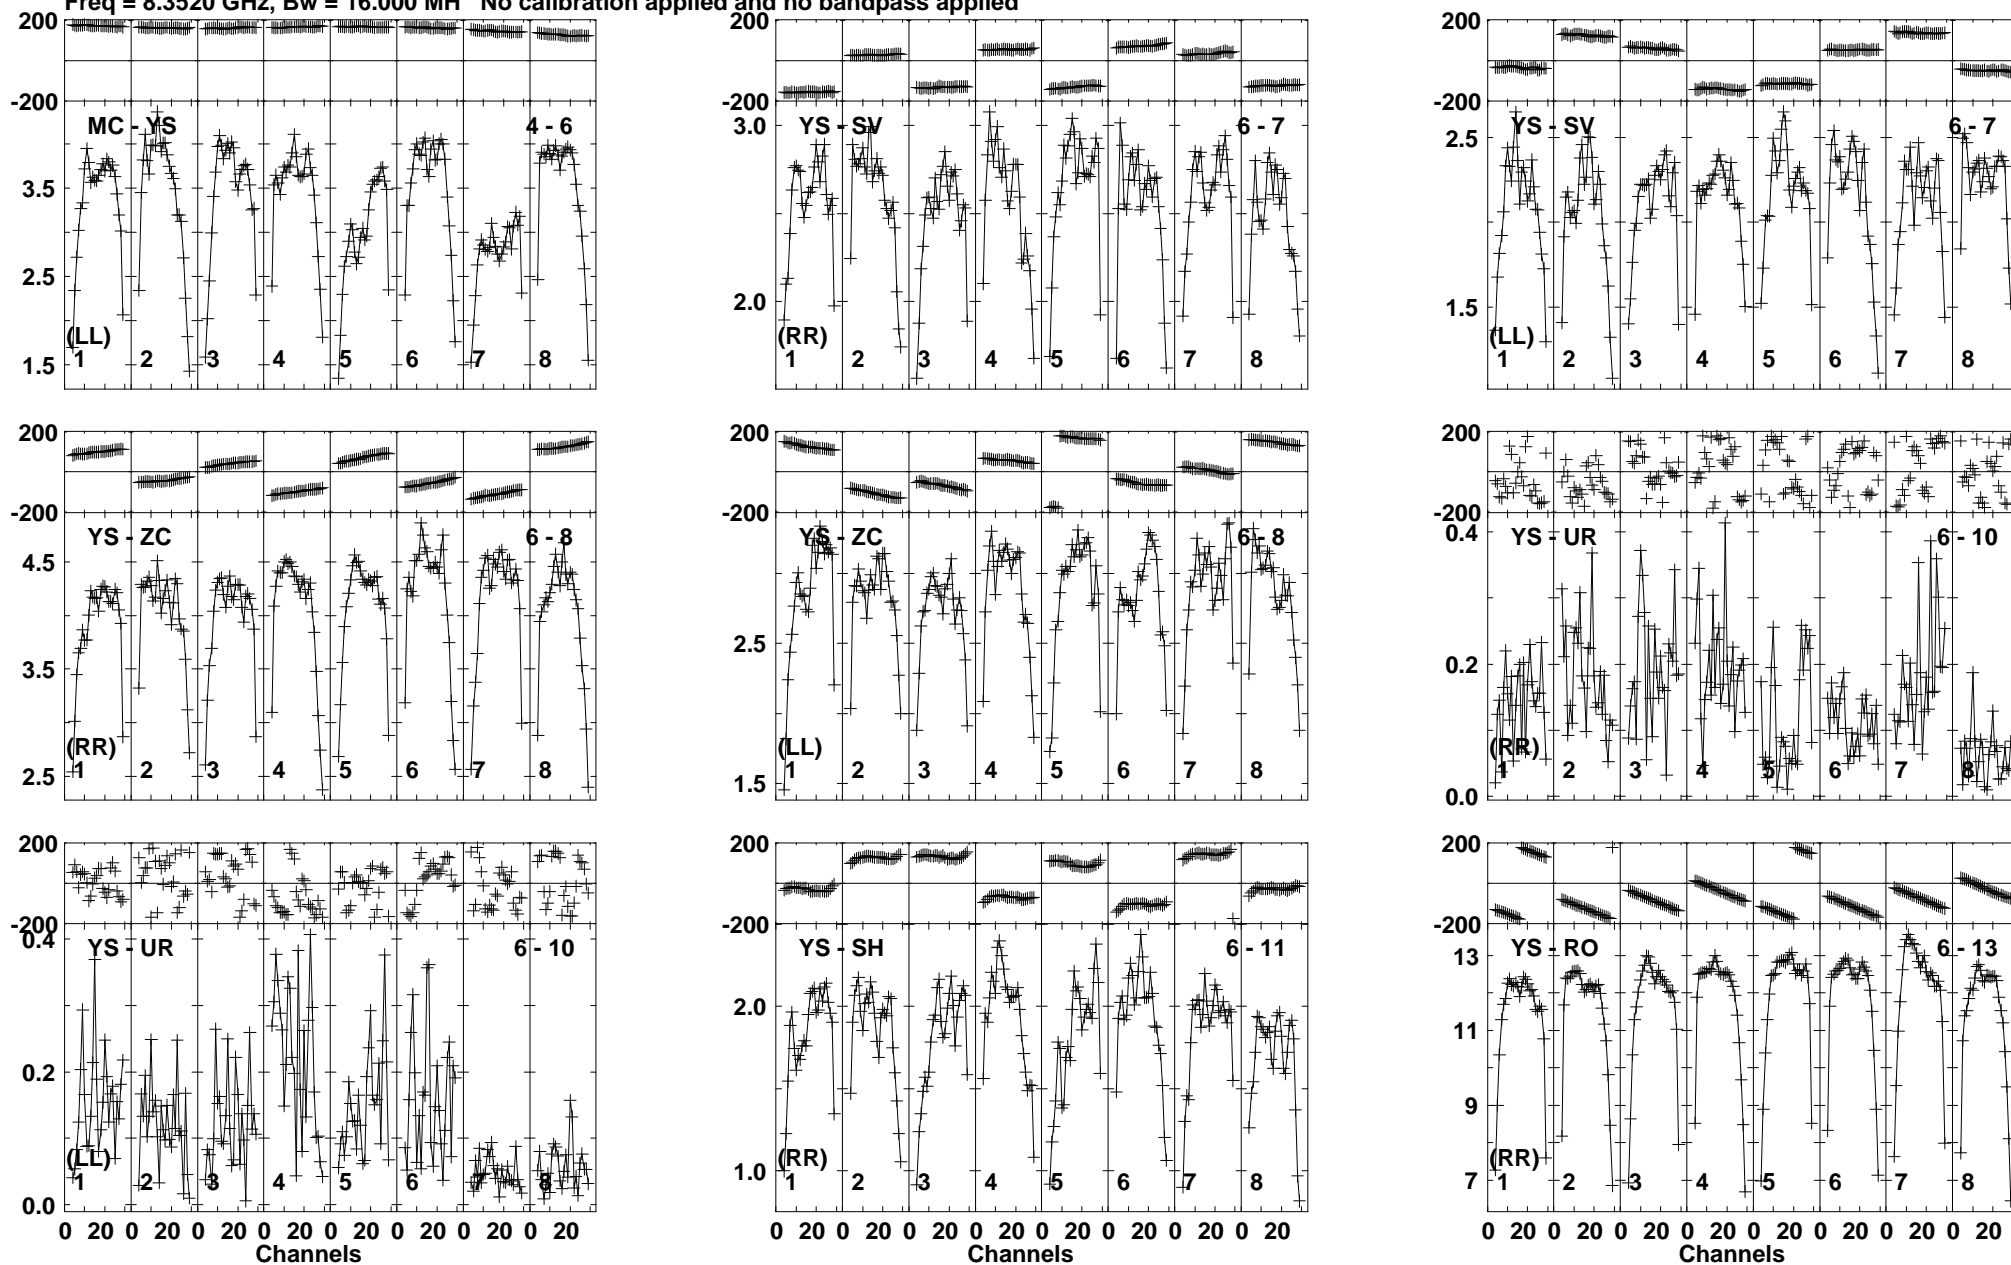 Freq = 8.3520 GHz, Bw = 16.000 MH No calibration applied and no bandpass applied
200 200 200
-200 -200 -200
MC - YS 4 - 6 YS - SV 6 - 7 YS - SV 6 - 7
3.0 2.5
3.5
2.5 2.0 1.5
(LL) (RR) (LL)
1.5 1 2 3 4 5 6 7 8 1 2 3 4 5 6 7 8 1 2 3 4 5 6 7 8
200 200 200
-200 -200 -200
YS - ZC 6 - 8 YS - ZC 6 - 8 YS - UR 6 - 10
4.5 0.4
3.5 2.5 0.2
(RR) (LL) (RR)
1 2 3 4 5 6 7 8 1 2 3 4 5 6 7 8 1 2 3 4 5 6 7 8
2.5 1.5 0.0
200 200 200
-200 -200 -200
0.4 YS - UR 6 - 10 YS - SH 6 - 11 YS - RO 6 - 13
13
2.0 11
0.2 9
(LL) (RR) (RR)
1.0
1 2 3 4 5 6 7 8 1 2 3 4 5 6 7 8 7 1 2 3 4 5 6 7 8
0.0
0 20 0 20 0 20 0 20 0 20 0 20 0 20 0 20 0 20 0 20 0 20 0 20 0 20 0 20 0 20 0 20 0 20 0 20 0 20 0 20 0 20 0 20 0 20 0 20
Channels Channels Channels